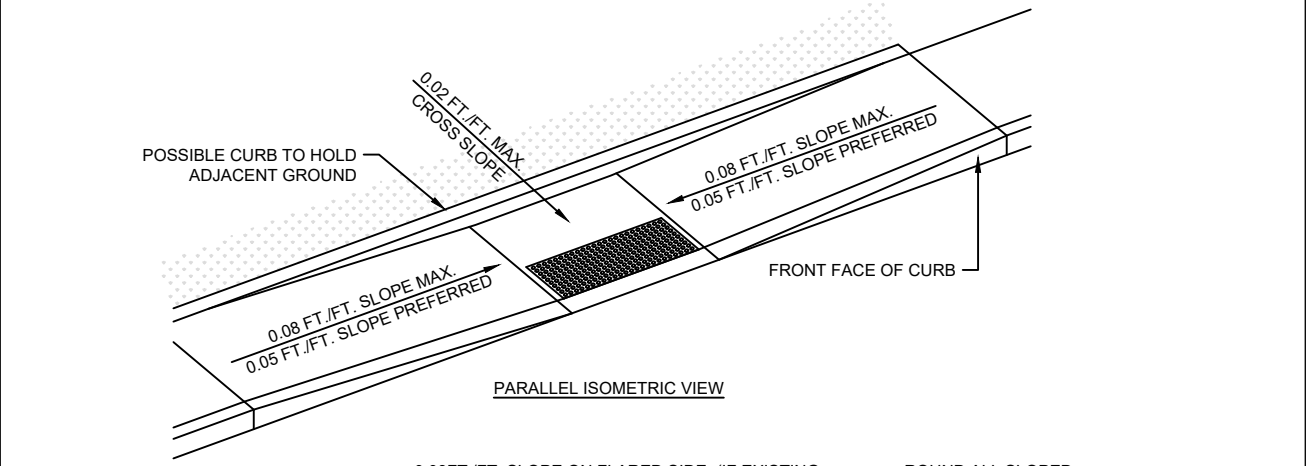 0.02 FT./FT. MAX.
CROSS SLOPE
POSSIBLE CURB TO HOLD
ADJACENT GROUND
0.08 FT./FT. SLOPE MAX.
0.05 FT./FT. SLOPE PREFERRED
FRONT FACE OF CURB
0.08 FT./FT. SLOPE MAX.
0.05 FT./FT. SLOPE PREFERRED
PARALLEL ISOMETRIC VIEW